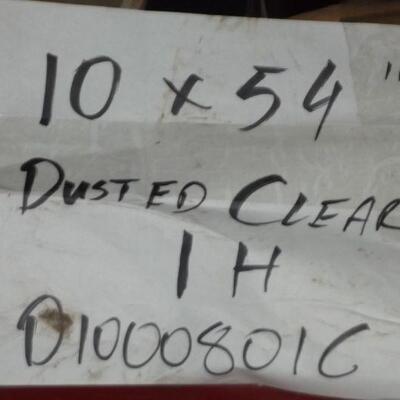 10 x 54"
DUSTED CLEAR
1 H
D1000801C